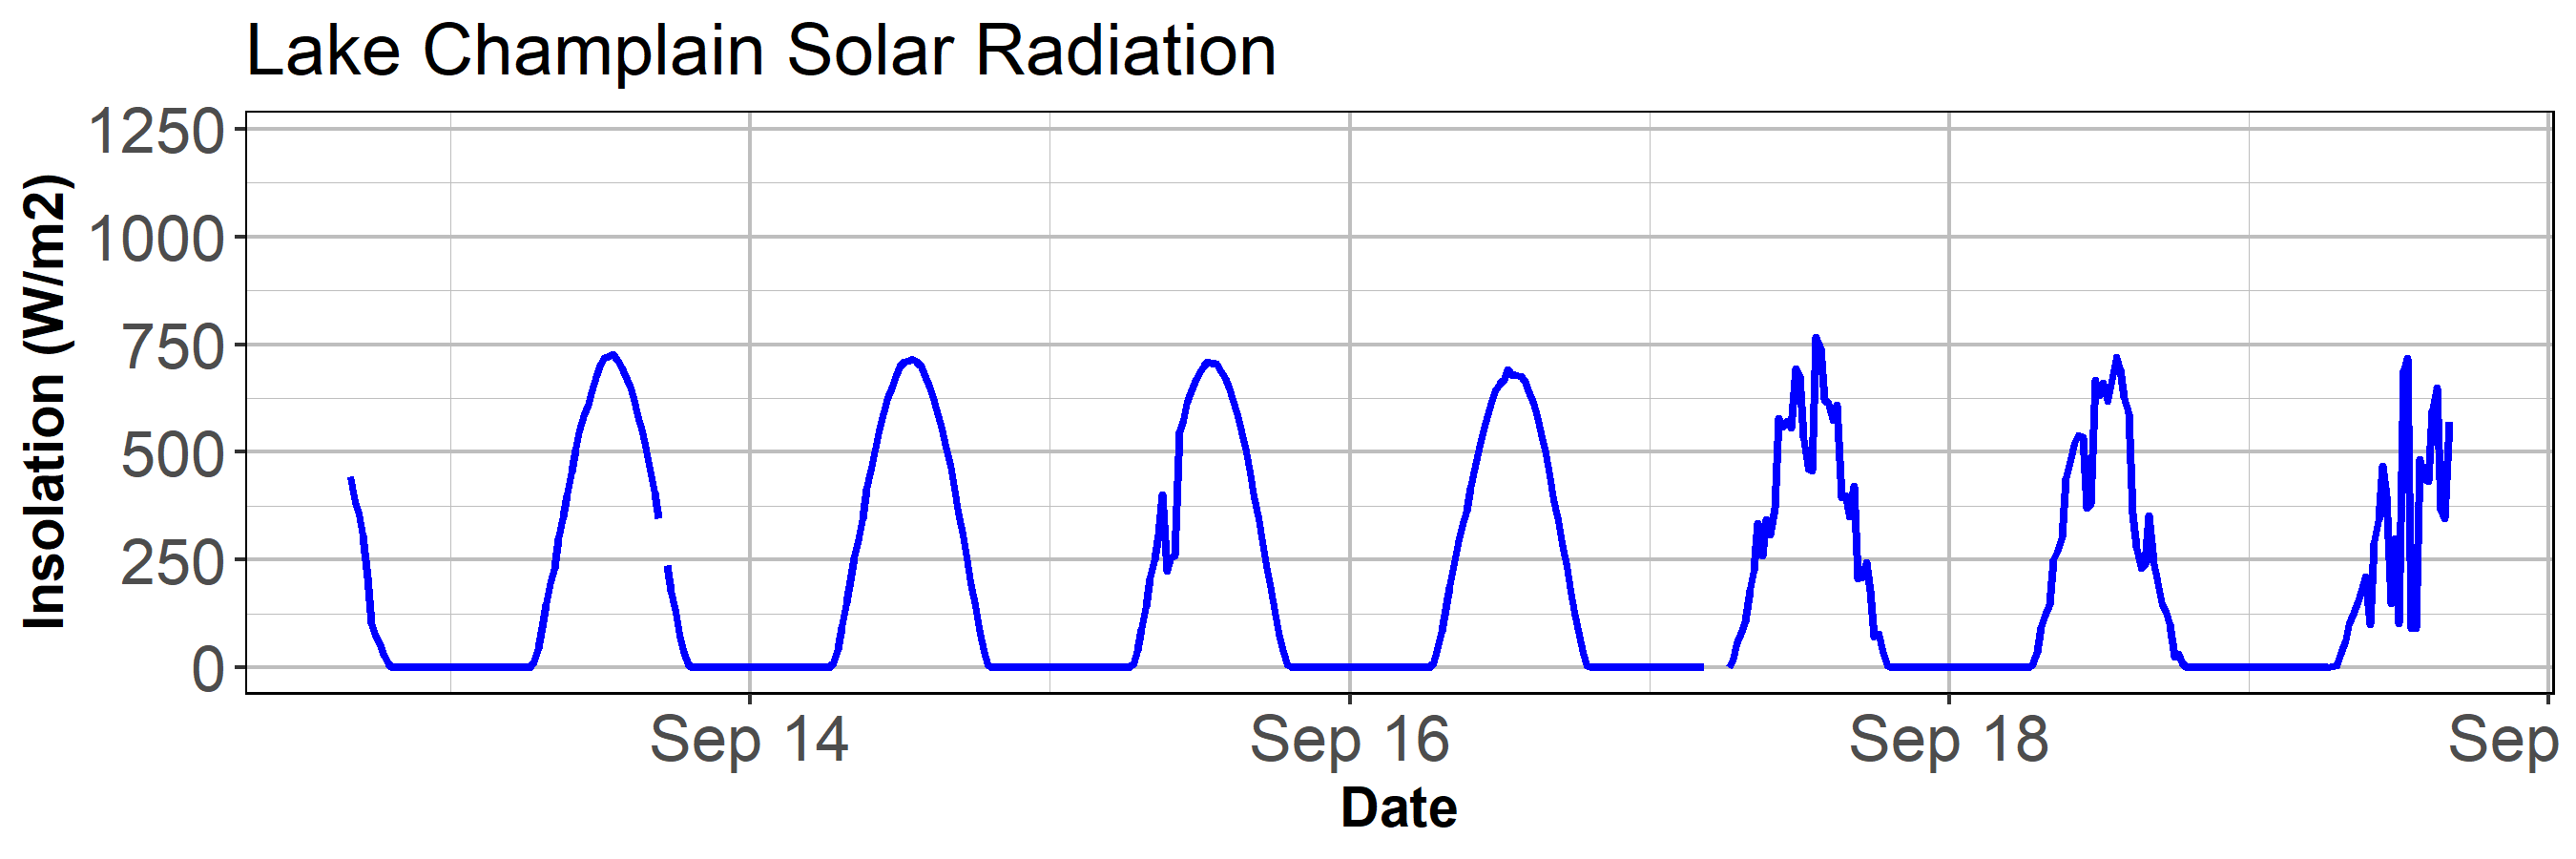 Lake Champlain Solar Radiation
1250
1000
750
500
250
0
Insolation (W/m2)
Sep 14 Sep 16 Sep 18 Sep
Date